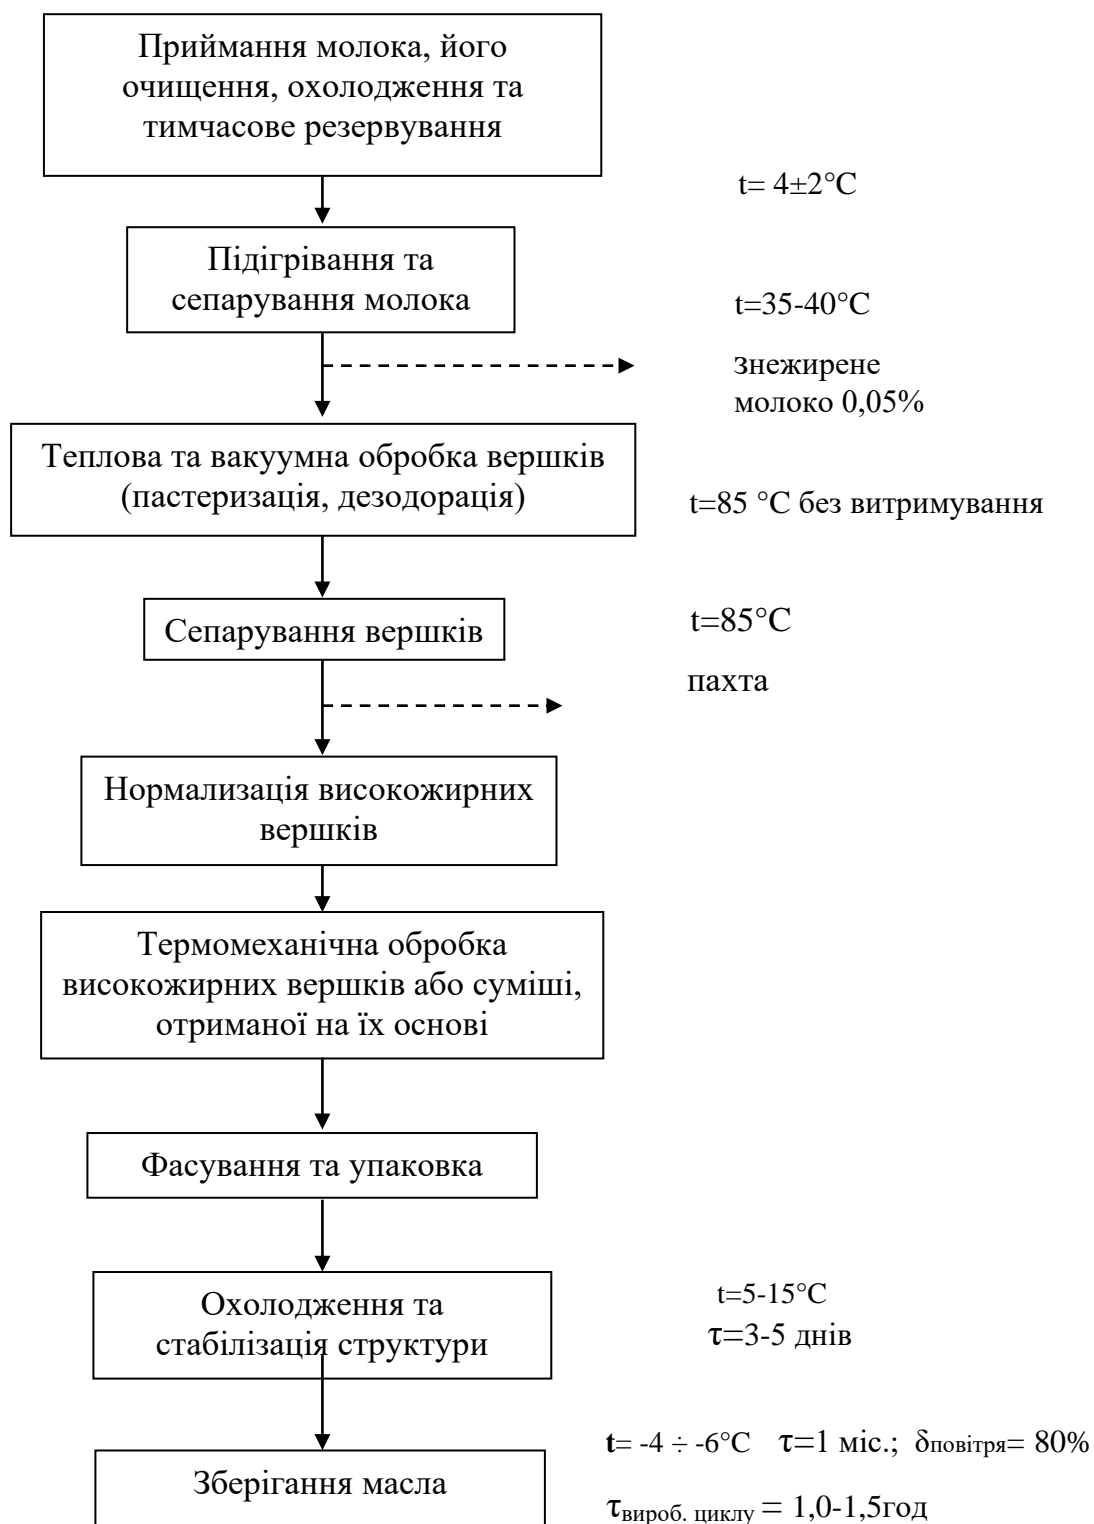 Приймання молока, його
очищення, охолодження та
тимчасове резервування
t= 4±2°C
Підігрівання та
сепарування молока
t=35-40°C
знежирене
молоко 0,05%
Теплова та вакуумна обробка вершків
(пастеризація, дезодорація)
t=85 °C без витримування
Сепарування вершків
t=85°C
пахта
Нормализація високожирних
вершків
Термомеханічна обробка
високожирних вершків або суміші,
отриманої на їх основі
Фасування та упаковка
Охолодження та
стабілізація структури
t=5-15°C
τ=3-5 днів
Зберігання масла
t= -4 ÷ -6°C τ=1 міс.; δповітря= 80%
τвироб. циклу = 1,0-1,5год